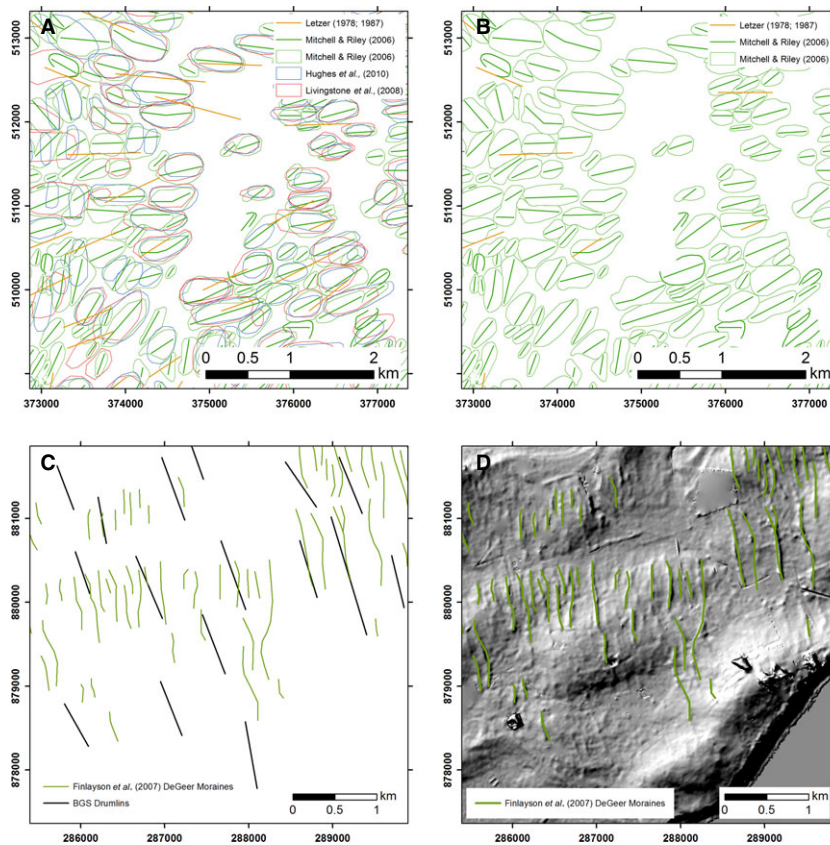 A
Letzer (1978; 1987)
Mitchell & Riley (2006)
Mitchell & Riley (2006)
Hughes et al., (2010)
Livingstone et al., (2008)
513000
512000
511000
510000
0 0.5 1 2
km
373000 374000 375000 376000 377000
B
Letzer (1978; 1987)
Mitchell & Riley (2006)
Mitchell & Riley (2006)
513000
512000
511000
510000
0 0.5 1 2
km
373000 374000 375000 376000 377000
C
881000
880000
879000
878000
Finlayson et al. (2007) DeGeer Moraines
BGS Drumlins
km
0 0.5 1
286000 287000 288000 289000
D
881000
880000
879000
878000
Finlayson et al. (2007) DeGeer Moraines
km
0 0.5 1
286000 287000 288000 289000